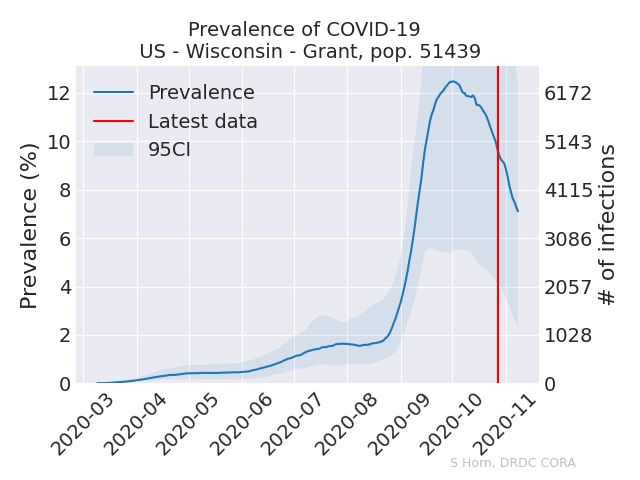 Prevalence of COVID-19
US - Wisconsin - Grant, pop. 51439
Prevalence
Latest data
95CI
Prevalence (%)
12
10
8
6
4
2
0
6172
5143
4115
3086
2057
1028
0
# of infections
2020-03
2020-04
2020-05
2020-06
2020-07
2020-08
2020-09
2020-10
2020-11
S Horn, DRDC CORA